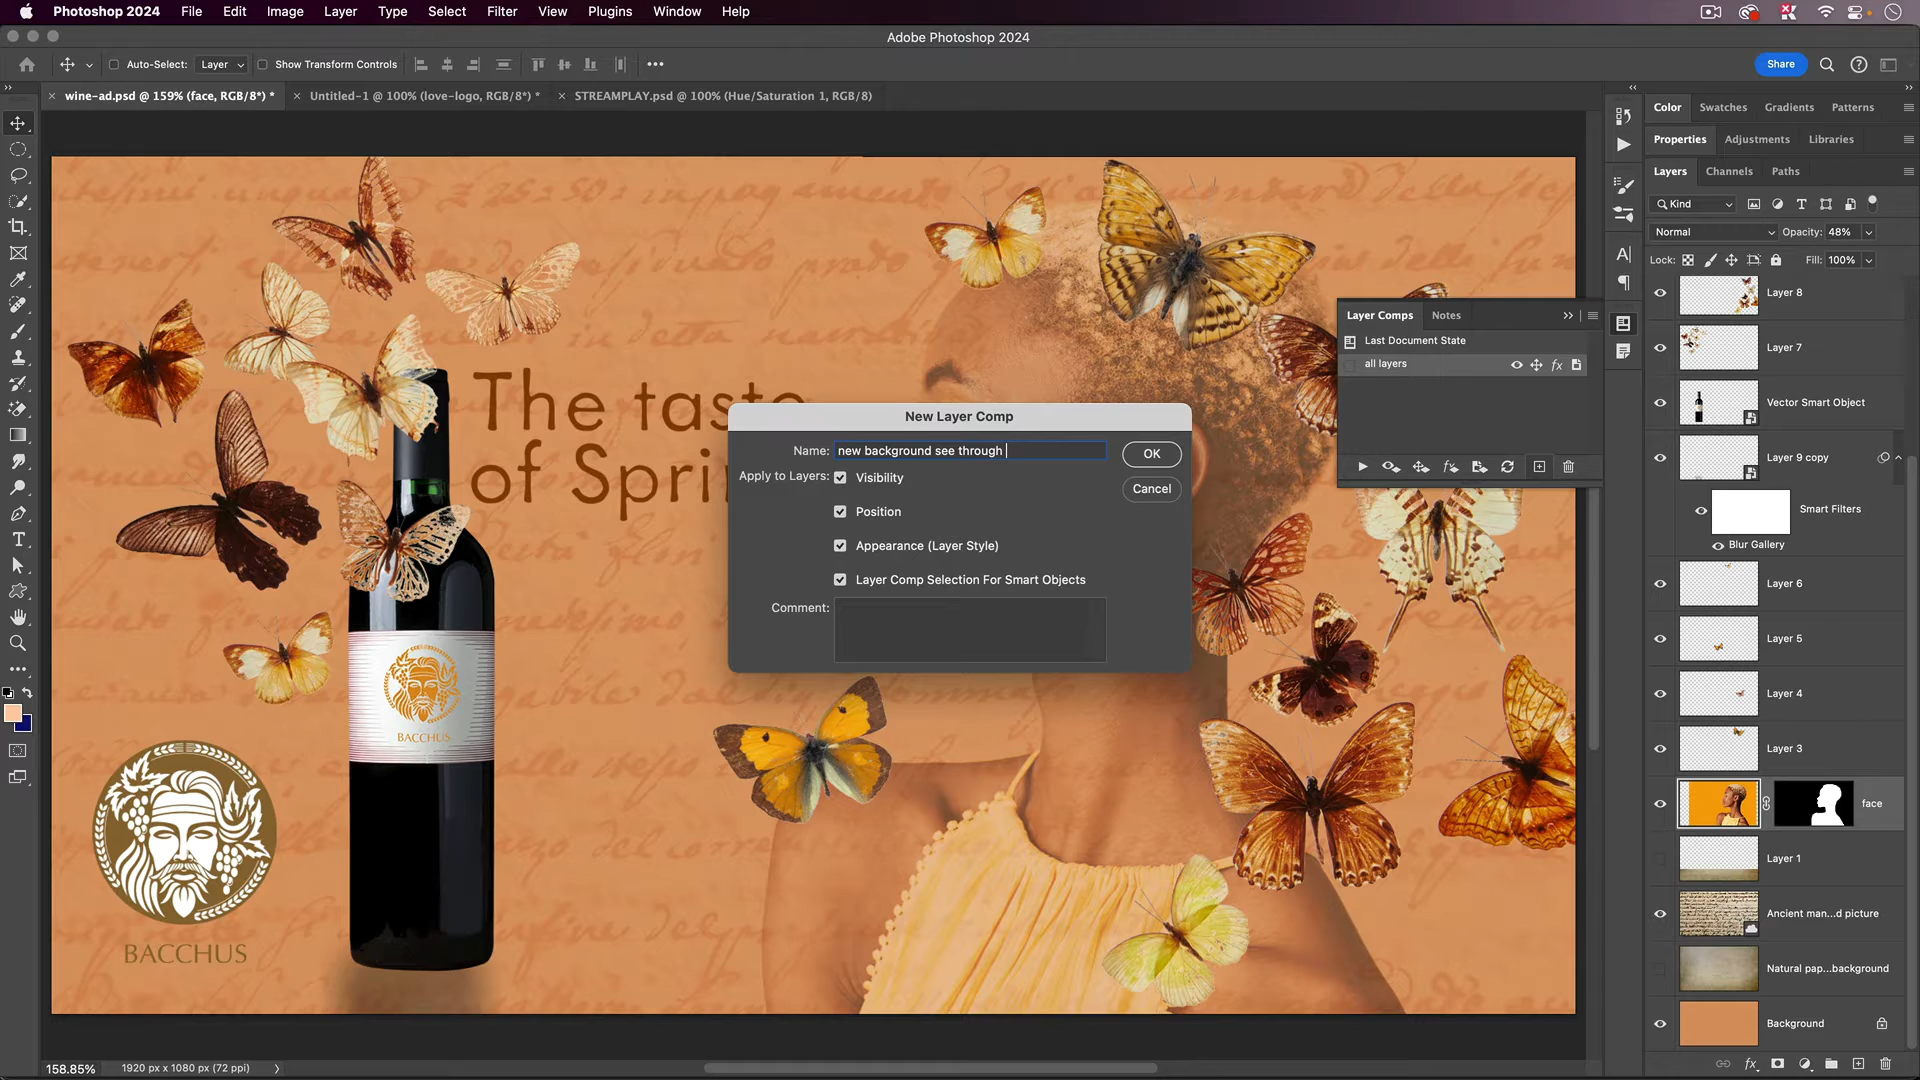 Photoshop 2024 File Edit Image Layer Type Select Filter View Plugins Window Help
Adobe Photoshop 2024
Auto-Select: Layer Show Transform Controls Share
wine-ad.psd @ 159% (face, RGB/8*) * Untitled-1 @ 100% (love-logo, RGB/8*) * STREAMPLAY.psd @ 100% (Hue/Saturation 1, RGB/8)
Color Swatches Gradients Patterns
Properties Adjustments Libraries
Layers Channels Paths
Kind
Normal Opacity: 48%
Lock: Fill: 100%
Layer 8
Layer 7
Vector Smart Object
Layer 9 copy
Smart Filters
Blur Gallery
Layer 6
Layer 5
Layer 4
Layer 3
face
Layer 1
Ancient man...d picture
Natural pap...background
Background
Layer Comps Notes
Last Document State
all layers
The taste
of Sprin
New Layer Comp
Name: new background see through
OK
Apply to Layers: Visibility
Cancel
Position
Appearance (Layer Style)
Layer Comp Selection For Smart Objects
Comment:
BACCHUS
BACCHUS
158.85% 1920 px x 1080 px (72 ppi)